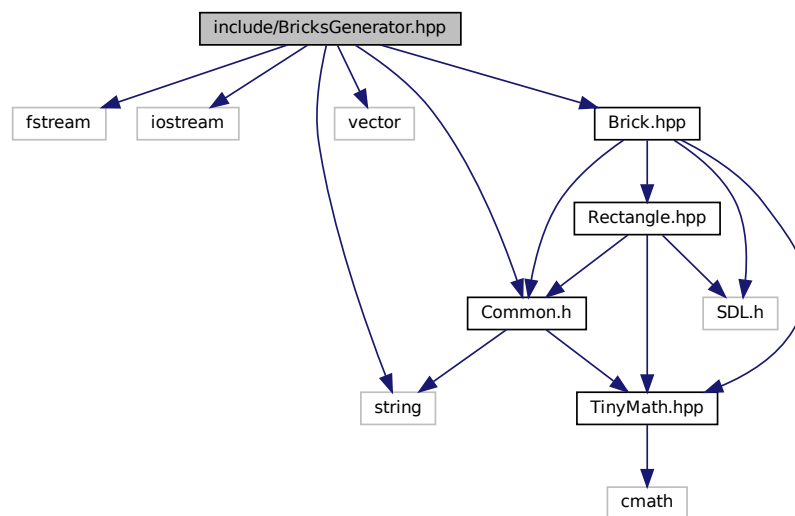 include/BricksGenerator.hpp
fstream
iostream
vector
Brick.hpp
Rectangle.hpp
Common.h
SDL.h
string
TinyMath.hpp
cmath